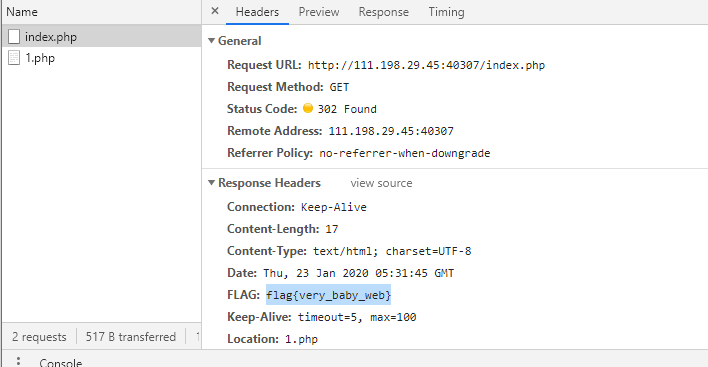 Name
index.php
1.php
2 requests 517 B transferred
Console
× Headers Preview Response Timing
▼ General
Request URL: http://111.198.29.45:40307/index.php
Request Method: GET
Status Code: 302 Found
Remote Address: 111.198.29.45:40307
Referrer Policy: no-referrer-when-downgrade
▼ Response Headers view source
Connection: Keep-Alive
Content-Length: 17
Content-Type: text/html; charset=UTF-8
Date: Thu, 23 Jan 2020 05:31:45 GMT
FLAG: flag{very_baby_web}
Keep-Alive: timeout=5, max=100
Location: 1.php